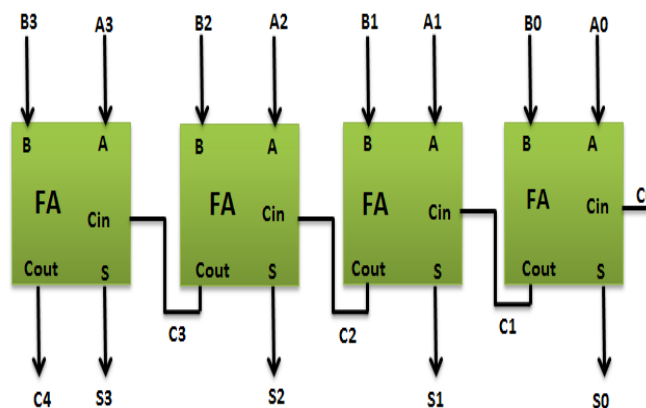 B3 A3 B2 A2 B1 A1 B0 A0
B A B A B A B A
FA FA FA FA
Cin Cin Cin Cin
Cout S Cout S Cout S Cout S
C3 C2 C1
C4 S3 S2 S1 S0